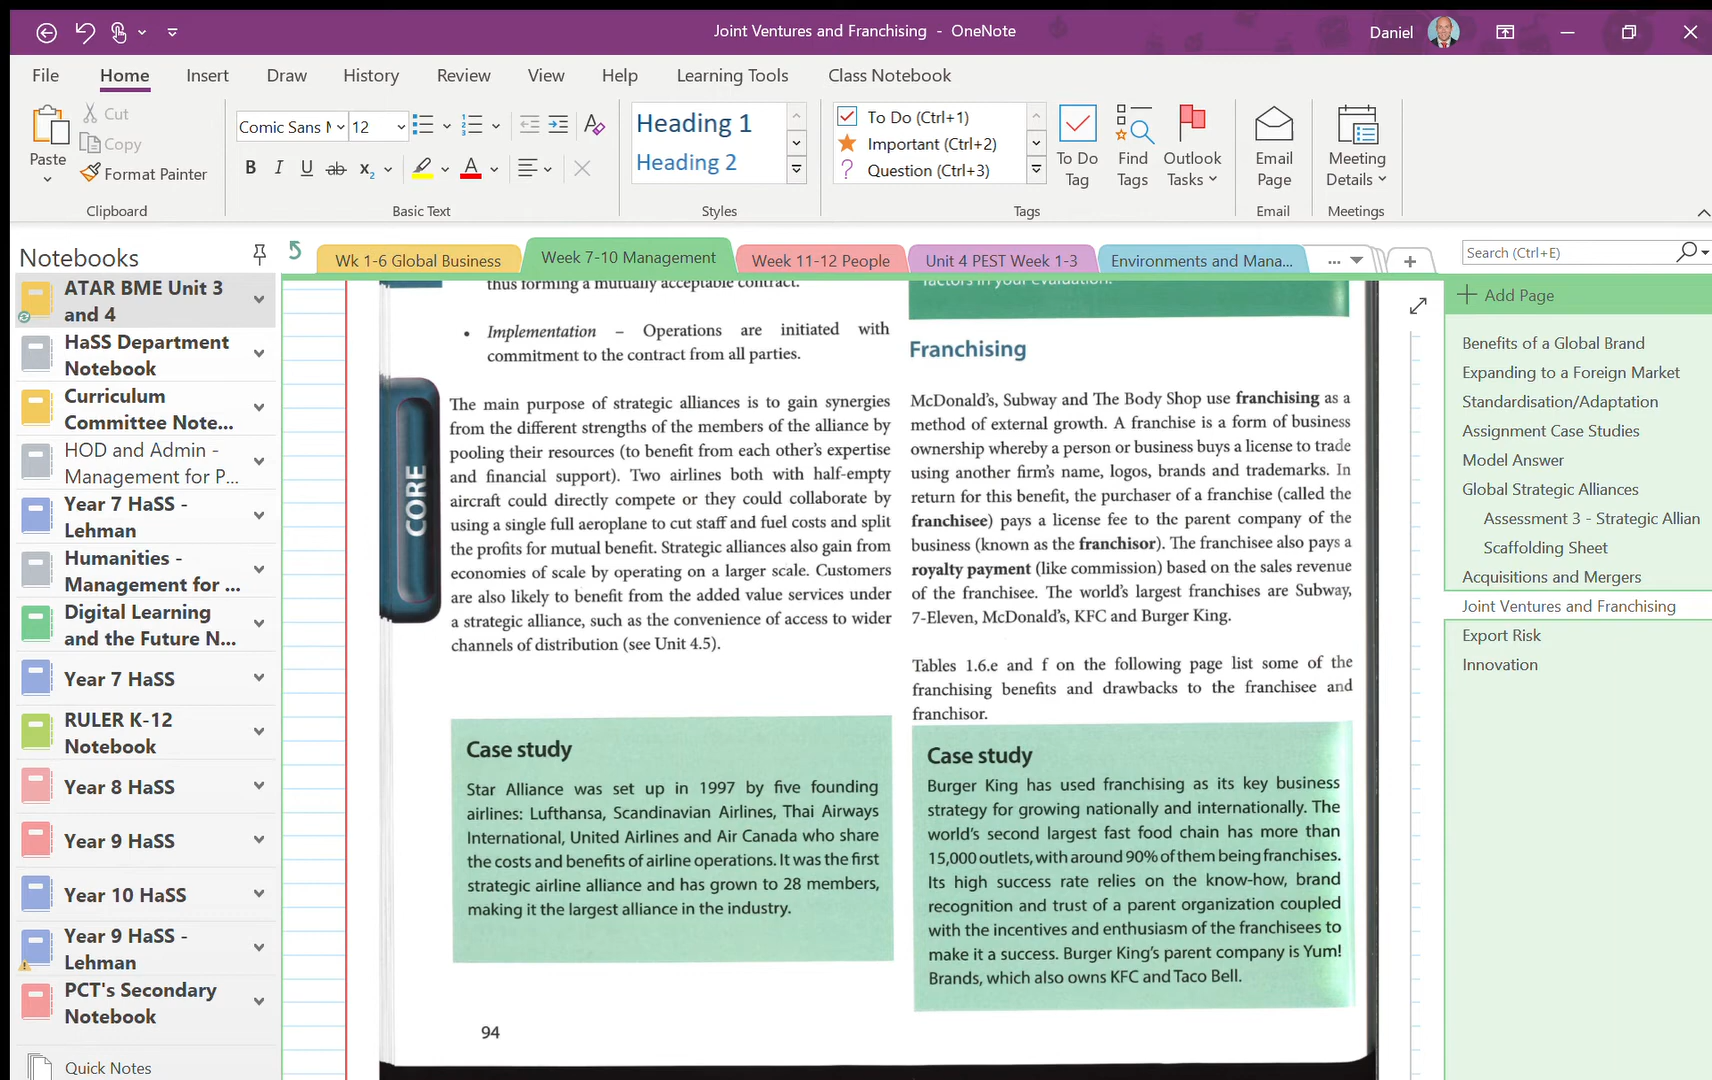 Joint Ventures and Franchising - OneNote
Daniel
File Home Insert Draw History Review View Help Learning Tools Class Notebook
Paste
Cut
Copy
Format Painter
Clipboard
Comic Sans M 12
B I U ab x₂ A
Basic Text
Heading 1
Heading 2
Styles
To Do (Ctrl+1)
Important (Ctrl+2)
Question (Ctrl+3)
Tags
To Do
Tag
Find
Tags
Outlook
Tasks
Email
Page
Email
Meeting
Details
Meetings
Notebooks
Wk 1-6 Global Business
Week 7-10 Management
Week 11-12 People
Unit 4 PEST Week 1-3
Environments and Mana...
...
Search (Ctrl+E)
ATAR BME Unit 3
and 4
HaSS Department
Notebook
Curriculum
Committee Note...
HOD and Admin -
Management for P...
Year 7 HaSS -
Lehman
Humanities -
Management for ...
Digital Learning
and the Future N...
Year 7 HaSS
RULER K-12
Notebook
Year 8 HaSS
Year 9 HaSS
Year 10 HaSS
Year 9 HaSS -
Lehman
PCT's Secondary
Notebook
Quick Notes
thus forming a mutually acceptable contract.
• Implementation – Operations are initiated with
commitment to the contract from all parties.
CORE
The main purpose of strategic alliances is to gain synergies
from the different strengths of the members of the alliance by
pooling their resources (to benefit from each other's expertise
and financial support). Two airlines both with half-empty
aircraft could directly compete or they could collaborate by
using a single full aeroplane to cut staff and fuel costs and split
the profits for mutual benefit. Strategic alliances also gain from
economies of scale by operating on a larger scale. Customers
are also likely to benefit from the added value services under
a strategic alliance, such as the convenience of access to wider
channels of distribution (see Unit 4.5).
Case study
Star Alliance was set up in 1997 by five founding
airlines: Lufthansa, Scandinavian Airlines, Thai Airways
International, United Airlines and Air Canada who share
the costs and benefits of airline operations. It was the first
strategic airline alliance and has grown to 28 members,
making it the largest alliance in the industry.
94
factors in your evaluation.
Franchising
McDonald's, Subway and The Body Shop use franchising as a
method of external growth. A franchise is a form of business
ownership whereby a person or business buys a license to trade
using another firm's name, logos, brands and trademarks. In
return for this benefit, the purchaser of a franchise (called the
franchisee) pays a license fee to the parent company of the
business (known as the franchisor). The franchisee also pays a
royalty payment (like commission) based on the sales revenue
of the franchisee. The world's largest franchises are Subway,
7-Eleven, McDonald's, KFC and Burger King.
Tables 1.6.e and f on the following page list some of the
franchising benefits and drawbacks to the franchisee and
franchisor.
Case study
Burger King has used franchising as its key business
strategy for growing nationally and internationally. The
world's second largest fast food chain has more than
15,000 outlets, with around 90% of them being franchises.
Its high success rate relies on the know-how, brand
recognition and trust of a parent organization coupled
with the incentives and enthusiasm of the franchisees to
make it a success. Burger King's parent company is Yum!
Brands, which also owns KFC and Taco Bell.
Add Page
Benefits of a Global Brand
Expanding to a Foreign Market
Standardisation/Adaptation
Assignment Case Studies
Model Answer
Global Strategic Alliances
Assessment 3 - Strategic Allian
Scaffolding Sheet
Acquisitions and Mergers
Joint Ventures and Franchising
Export Risk
Innovation